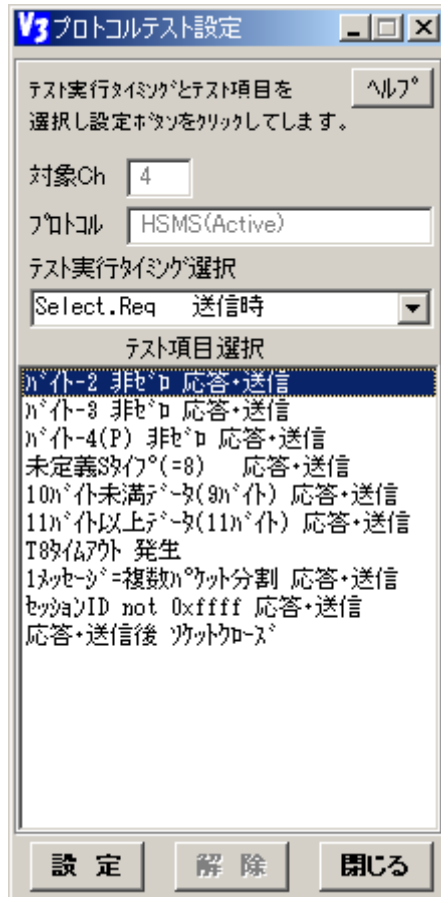 V3 プロトコルテスト設定
テスト実行タイミングとテスト項目を
選択し設定ボタンをクリックしてします。
ヘルプ
対象Ch 4
プロトコル HSMS(Active)
テスト実行タイミング選択
Select.Req 送信時
テスト項目選択
バイト-2 非ゼロ 応答・送信
バイト-3 非ゼロ 応答・送信
バイト-4(P) 非ゼロ 応答・送信
未定義Sタイプ(=8) 応答・送信
10バイト未満データ(9バイト) 応答・送信
11バイト以上データ(11バイト) 応答・送信
T8タイムアウト 発生
1メッセージ=複数パケット分割 応答・送信
セッションID not 0xffff 応答・送信
応答・送信後 ソケットクローズ
設 定
解 除
閉じる